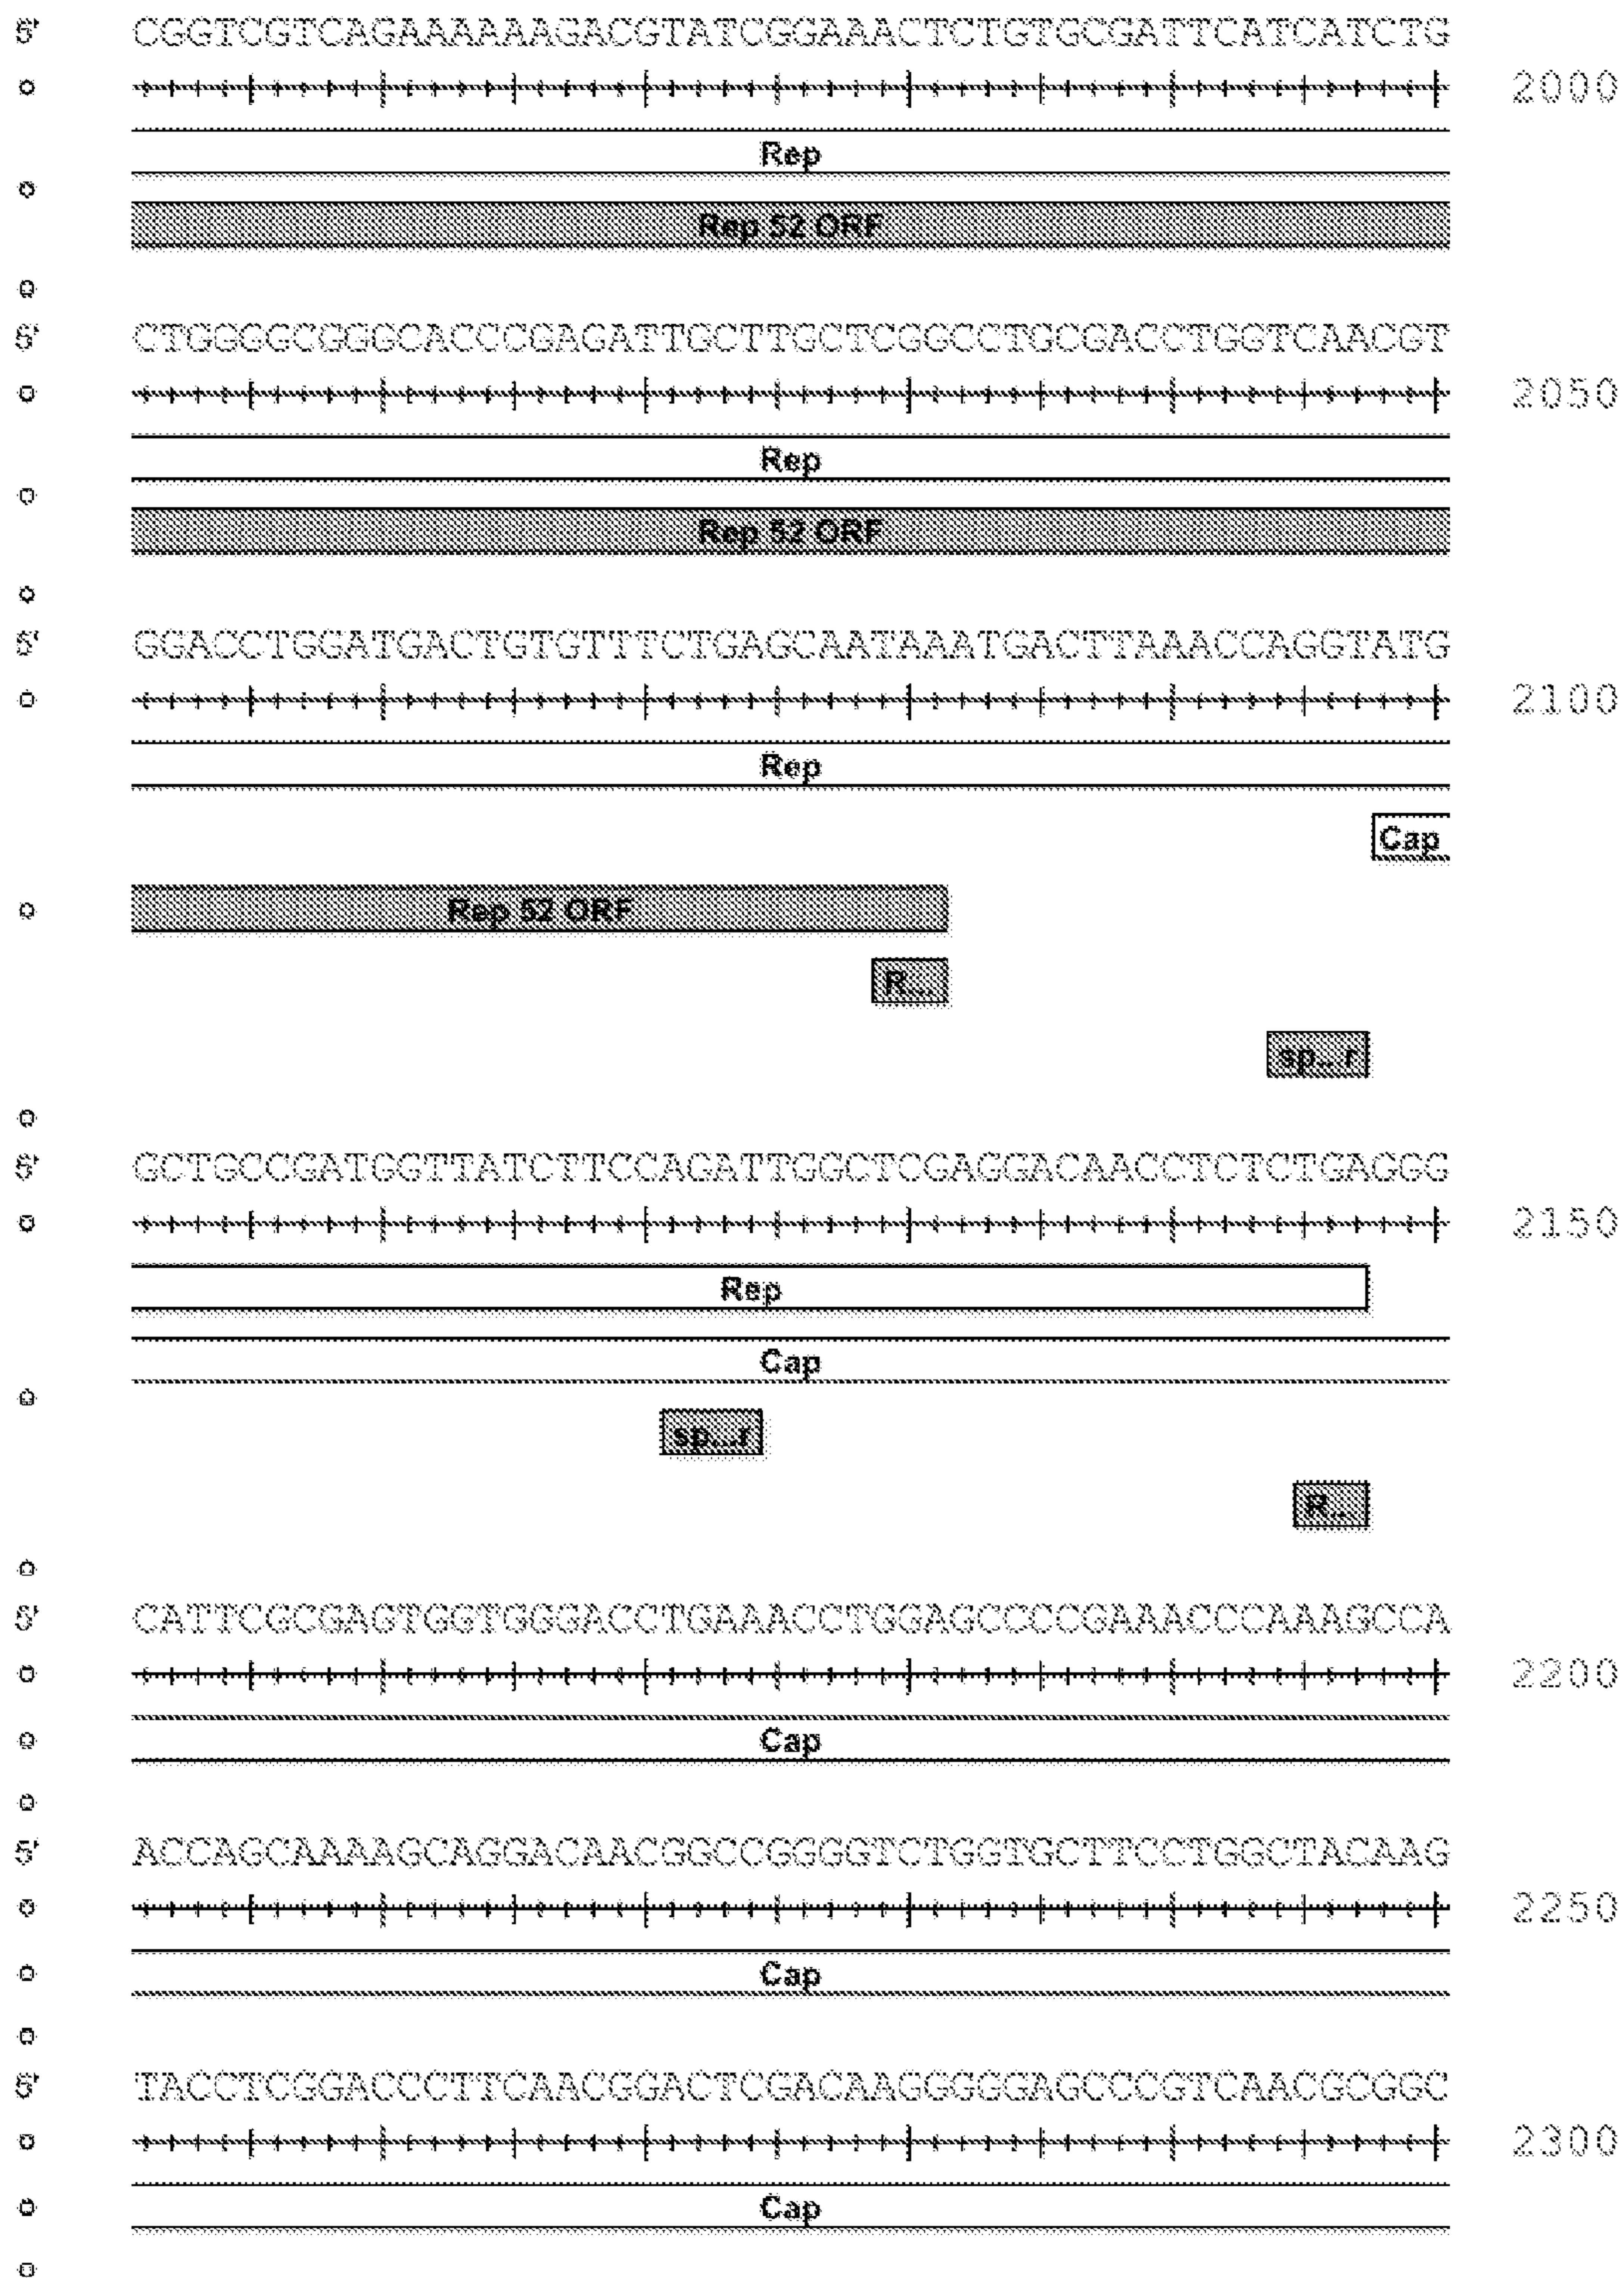 5' CGGTCGTCAGAAAAAAGACGTATCGGAAACTCTGTGCGATTCATCATCTG
2000
Rep
Rep 52 ORF
5' CTGGGGCGGGCACCCGAGATTGCTTGCTCGGCCTGCGACCTGGTCAACGT
2050
Rep
Rep 52 ORF
5' GGACCTGGATGACTGTGTTTCTGAGCAATAAATGACTTAAACCAGGTATG
2100
Rep
Cap
Rep 52 ORF
R...
sp...r
5' GCTGCCGATGGTTATCTTCCAGATTGGCTCGAGGACAACCTCTCTGAGGG
2150
Rep
Cap
sp...r
R...
5' CATTCGCGAGTGGTGGGACCTGAAACCTGGAGCCCCGAAACCCAAAGCCA
2200
Cap
5' ACCAGCAAAAGCAGGACAACGGCCGGGGTCTGGTGCTTCCTGGCTACAAG
2250
Cap
5' TACCTCGGACCCTTCAACGGACTCGACAAGGGGGAGCCCGTCAACGCGGC
2300
Cap